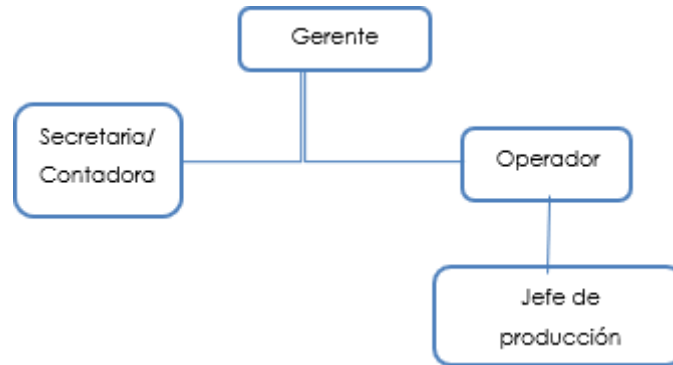 Gerente
Secretaria/
Contadora
Operador
Jefe de
producción